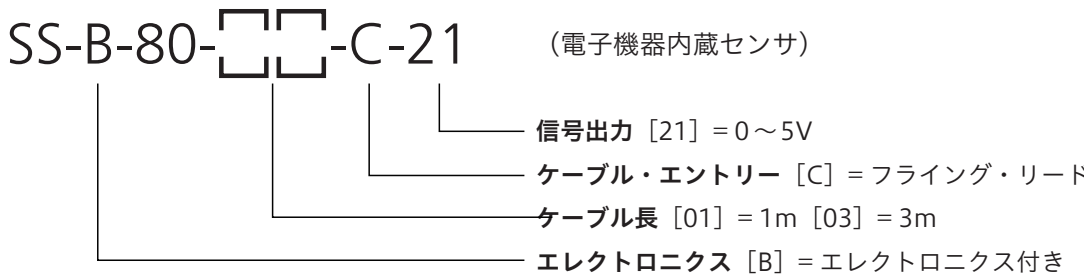 SS-B-80-□□-C-21 （電子機器内蔵センサ）
信号出力［21］＝0～5V
ケーブル・エントリー［C］＝フライング・リード
ケーブル長［01］＝1m［03］＝3m
エレクトロニクス［B］＝エレクトロニクス付き